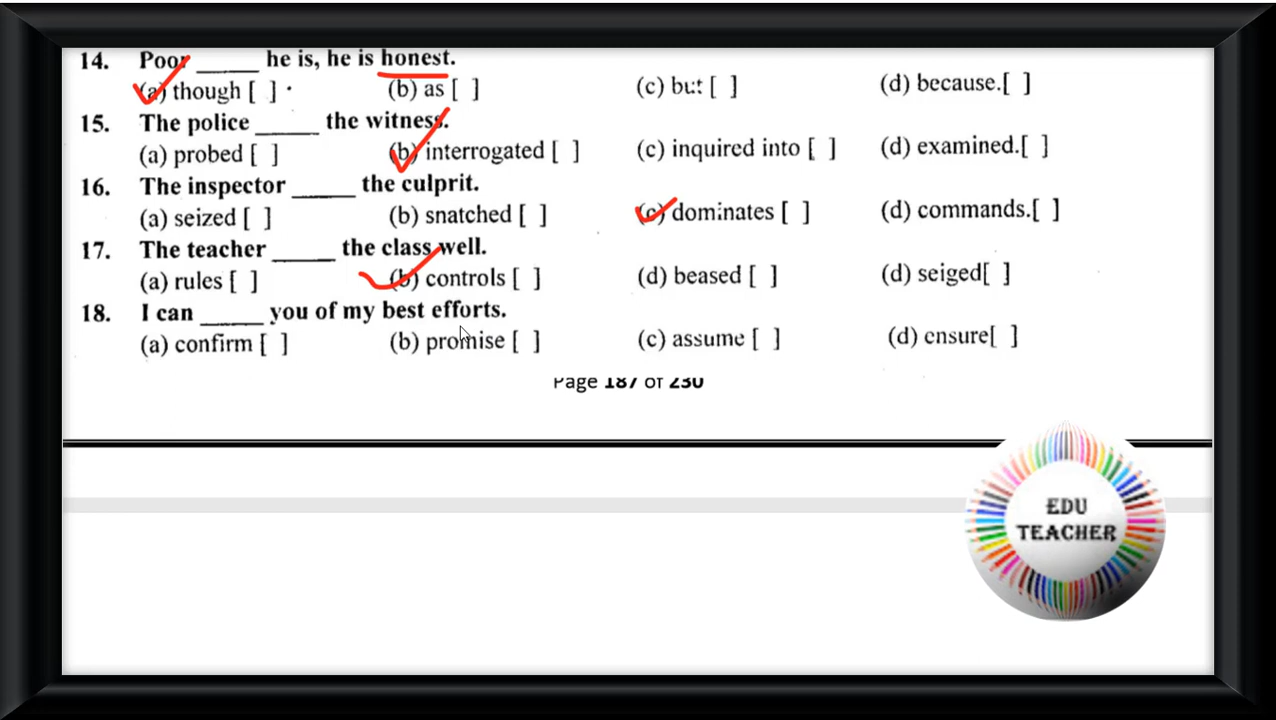 14. Poor _____ he is, he is honest.
(a) though [ ] (b) as [ ] (c) but [ ] (d) because.[ ]
15. The police _____ the witness.
(a) probed [ ] (b) interrogated [ ] (c) inquired into [ ] (d) examined.[ ]
16. The inspector _____ the culprit.
(a) seized [ ] (b) snatched [ ] (c) dominates [ ] (d) commands.[ ]
17. The teacher _____ the class well.
(a) rules [ ] (b) controls [ ] (d) beased [ ] (d) seiged[ ]
18. I can _____ you of my best efforts.
(a) confirm [ ] (b) promise [ ] (c) assume [ ] (d) ensure[ ]
Page 187 of 230
EDU
TEACHER